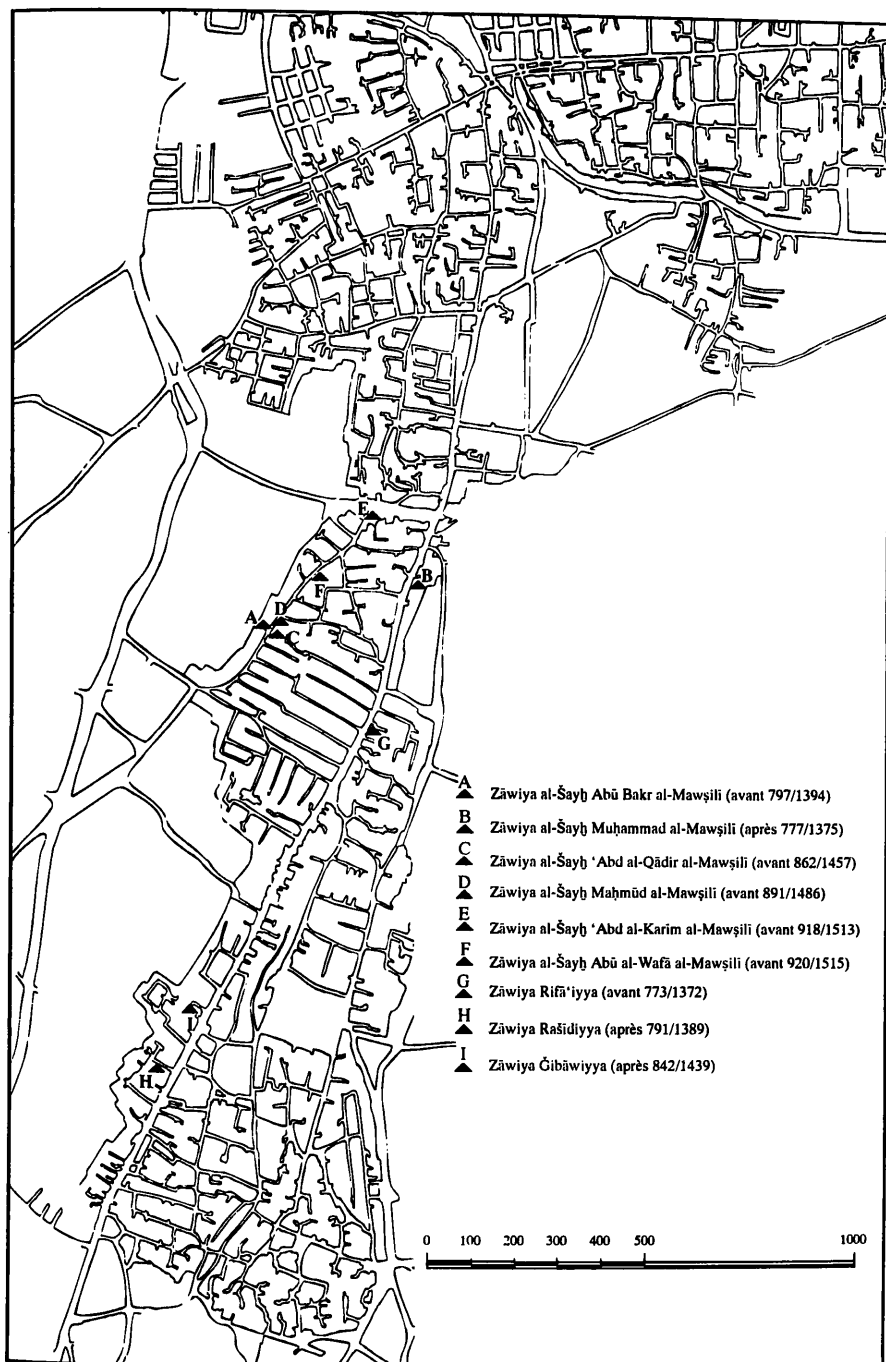 E
F
B
A
D
C
G
I
H
A Zāwiya al-Šayḫ Abū Bakr al-Mawṣilī (avant 797/1394)
B Zāwiya al-Šayḫ Muḥammad al-Mawṣilī (après 777/1375)
C Zāwiya al-Šayḫ ‘Abd al-Qādir al-Mawṣilī (avant 862/1457)
D Zāwiya al-Šayḫ Maḥmūd al-Mawṣilī (avant 891/1486)
E Zāwiya al-Šayḫ ‘Abd al-Karim al-Mawṣilī (avant 918/1513)
F Zāwiya al-Šayḫ Abū al-Wafā al-Mawṣilī (avant 920/1515)
G Zāwiya Rifā‘iyya (avant 773/1372)
H Zāwiya Rašīdiyya (après 791/1389)
I Zāwiya Ǧibāwiyya (après 842/1439)
0 100 200 300 400 500 1000